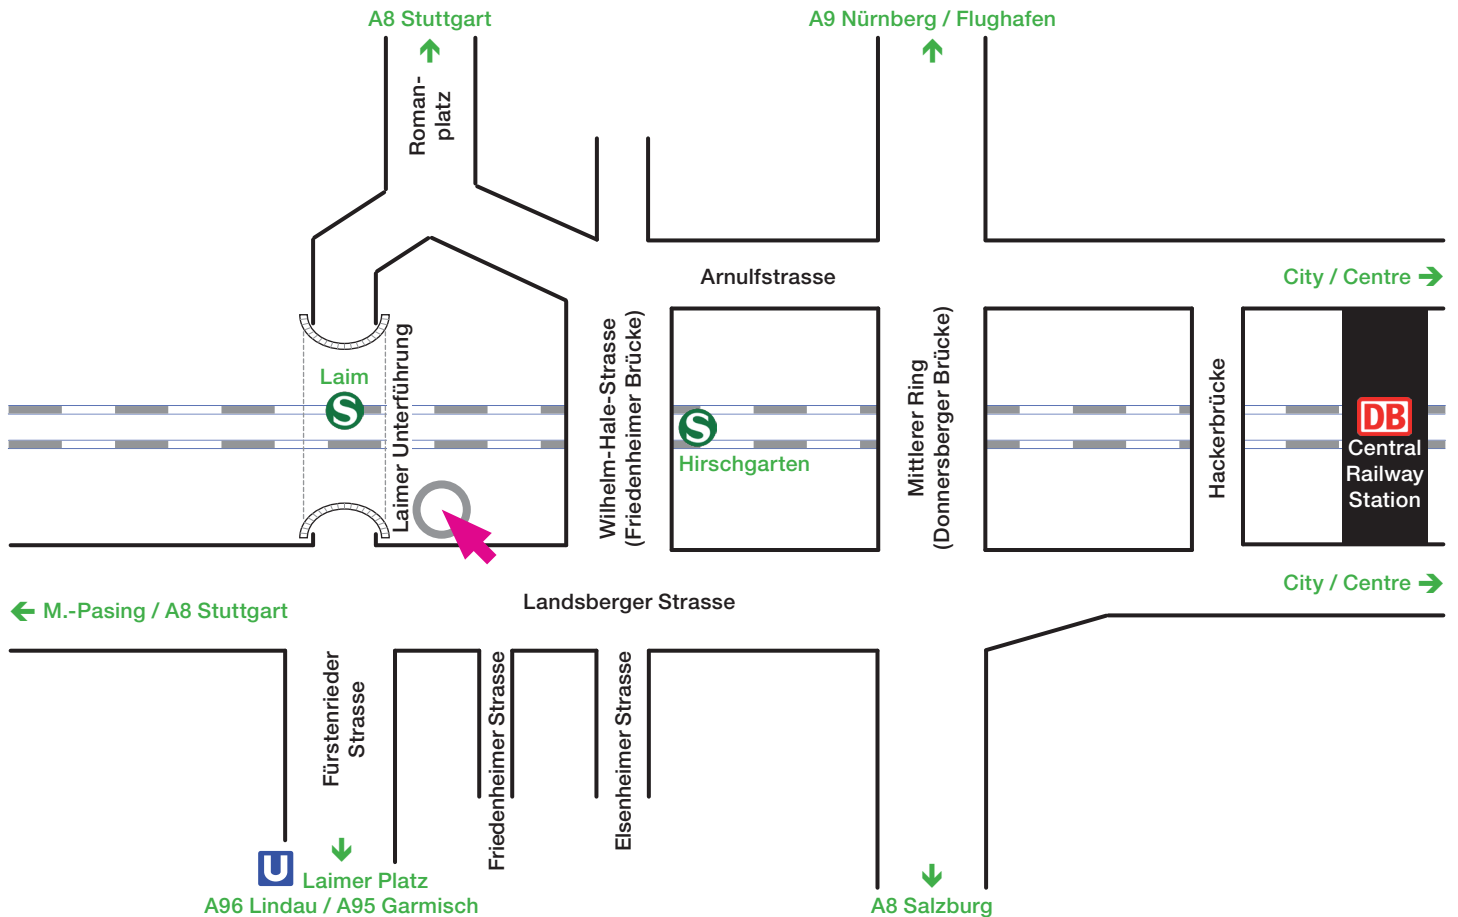 A8 Stuttgart
A9 Nürnberg / Flughafen
Roman-
platz
Arnulfstrasse
City / Centre
Laim
S
Laimer Unterführung
Wilhelm-Hale-Strasse
(Friedenheimer Brücke)
S
Hirschgarten
Mittlerer Ring
(Donnersberger Brücke)
Hackerbrücke
DB
Central
Railway
Station
City / Centre
M.-Pasing / A8 Stuttgart
Landsberger Strasse
Fürstenrieder
Strasse
Friedenheimer Strasse
Elsenheimer Strasse
U
Laimer Platz
A96 Lindau / A95 Garmisch
A8 Salzburg